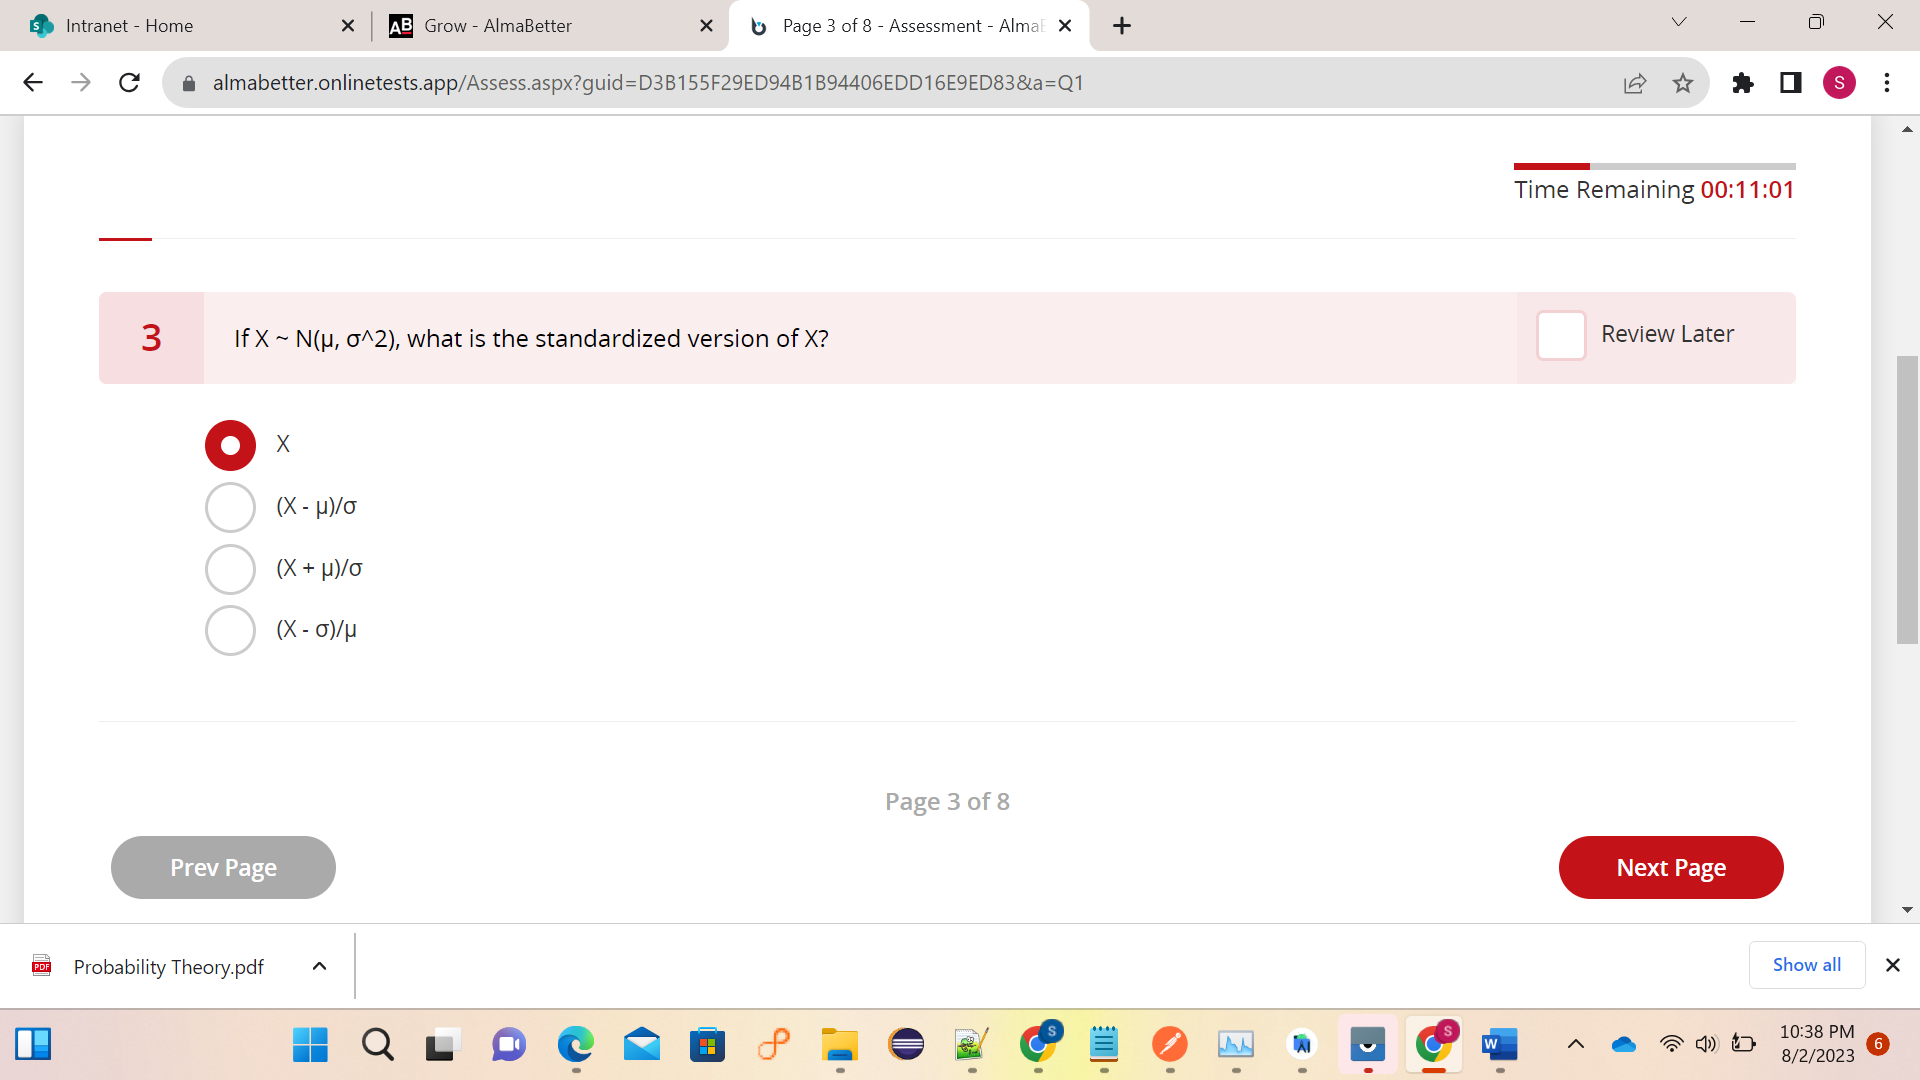 Intranet - Home
Grow - AlmaBetter
Page 3 of 8 - Assessment - Alma
almabetter.onlinetests.app/Assess.aspx?guid=D3B155F29ED94B1B94406EDD16E9ED83&a=Q1
S
Time Remaining 00:11:01
3
If X ~ N(μ, σ^2), what is the standardized version of X?
Review Later
X
(X - μ)/σ
(X + μ)/σ
(X - σ)/μ
Page 3 of 8
Prev Page
Next Page
PDF
Probability Theory.pdf
Show all
10:38 PM
8/2/2023
6